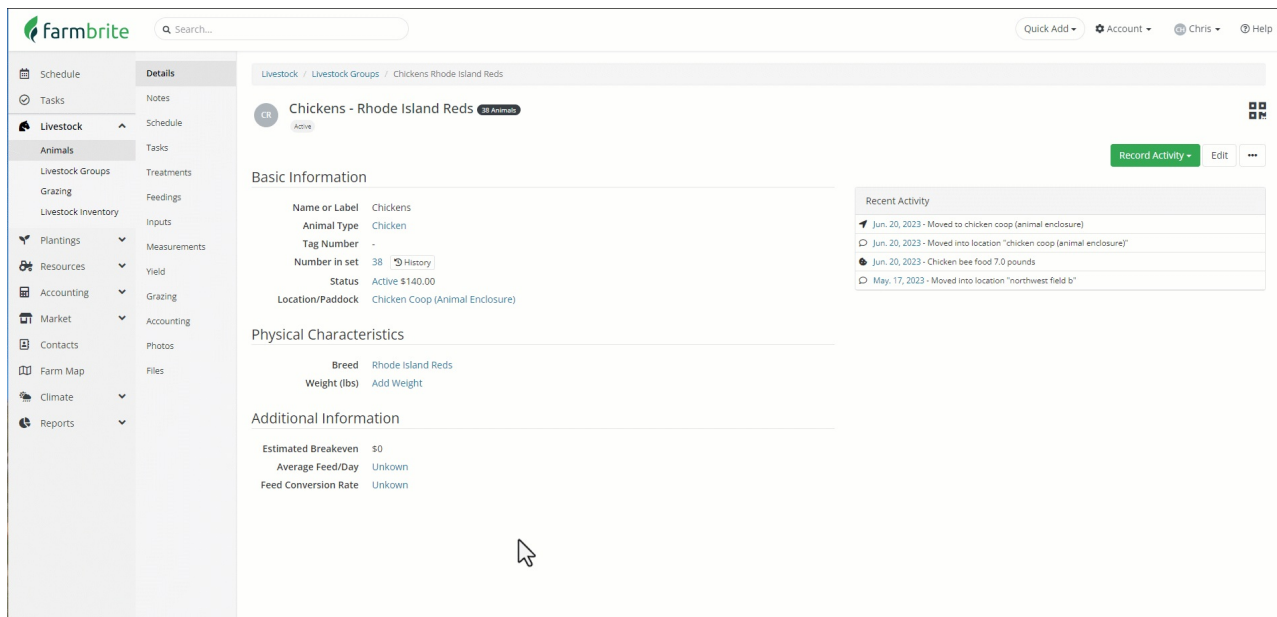 farmbrite
Search...
Quick Add
Account
CR Chris
Help
Schedule
Tasks
Livestock
Animals
Livestock Groups
Grazing
Livestock Inventory
Plantings
Resources
Accounting
Market
Contacts
Farm Map
Climate
Reports
Details
Notes
Schedule
Tasks
Treatments
Feedings
Inputs
Measurements
Yield
Grazing
Accounting
Photos
Files
Livestock / Livestock Groups / Chickens Rhode Island Reds
CR
Chickens - Rhode Island Reds 38 Animals
Active
Record Activity
Edit
Basic Information
Name or Label Chickens
Animal Type Chicken
Tag Number -
Number in set 38 History
Status Active $140.00
Location/Paddock Chicken Coop (Animal Enclosure)
Physical Characteristics
Breed Rhode Island Reds
Weight (lbs) Add Weight
Additional Information
Estimated Breakeven $0
Average Feed/Day Unkown
Feed Conversion Rate Unkown
Recent Activity
Jun. 20, 2023 - Moved to chicken coop (animal enclosure)
Jun. 20, 2023 - Moved into location "chicken coop (animal enclosure)"
Jun. 20, 2023 - Chicken bee food 7.0 pounds
May. 17, 2023 - Moved into location "northwest field b"